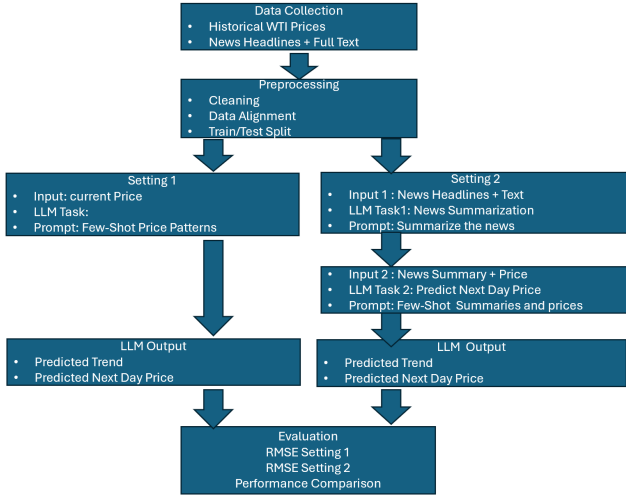 Data Collection
• Historical WTI Prices
• News Headlines + Full Text
Preprocessing
• Cleaning
• Data Alignment
• Train/Test Split
Setting 1
• Input: current Price
• LLM Task:
• Prompt: Few-Shot Price Patterns
Setting 2
• Input 1 : News Headlines + Text
• LLM Task1: News Summarization
• Prompt: Summarize the news
• Input 2 : News Summary + Price
• LLM Task 2: Predict Next Day Price
• Prompt: Few-Shot Summaries and prices
LLM Output
• Predicted Trend
• Predicted Next Day Price
LLM Output
• Predicted Trend
• Predicted Next Day Price
Evaluation
RMSE Setting 1
RMSE Setting 2
Performance Comparison